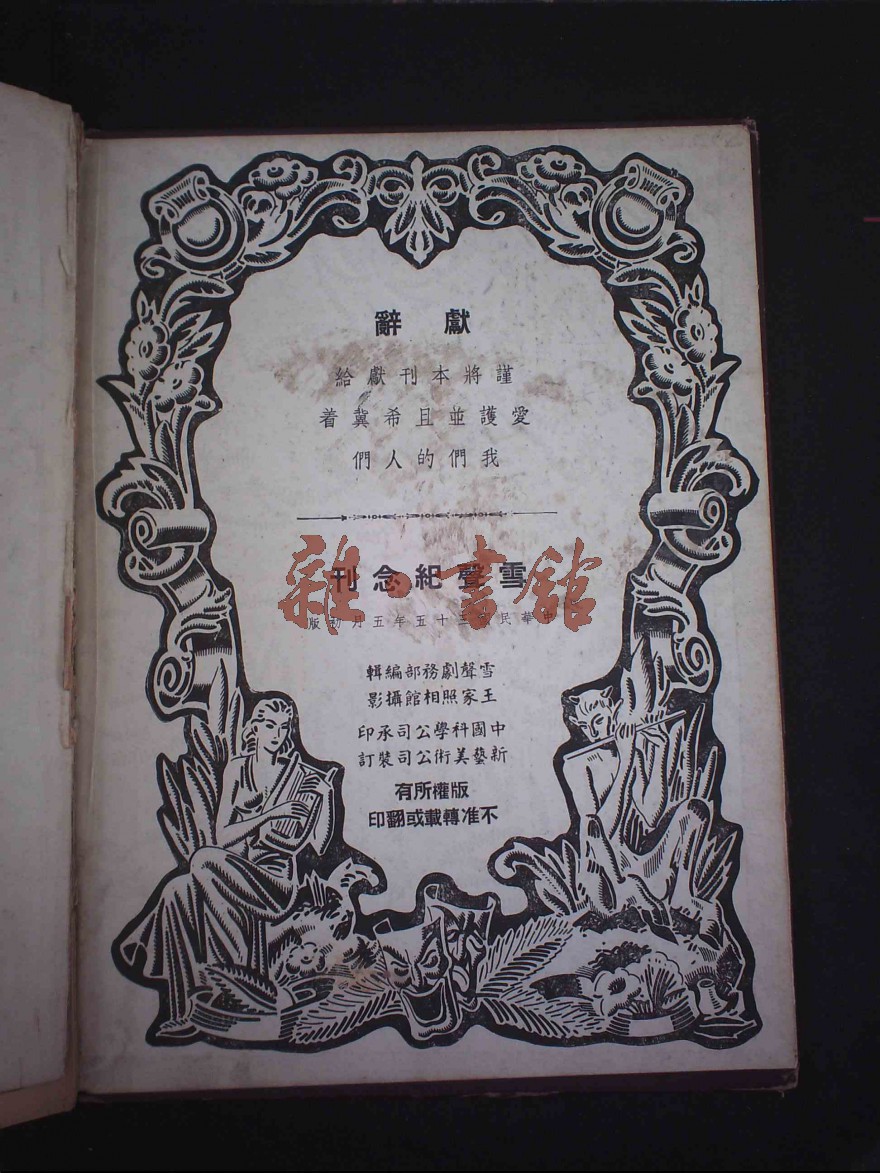 獻辭
謹將本刊獻給
愛護並且希冀着
我們的人們
雪聲紀念刊
雜·書館
中華民國三十五年五月初版
雪聲劇務部編輯
王家照相館攝影
中國科學公司承印
新藝美術公司裝訂
版權所有
不准轉載或翻印